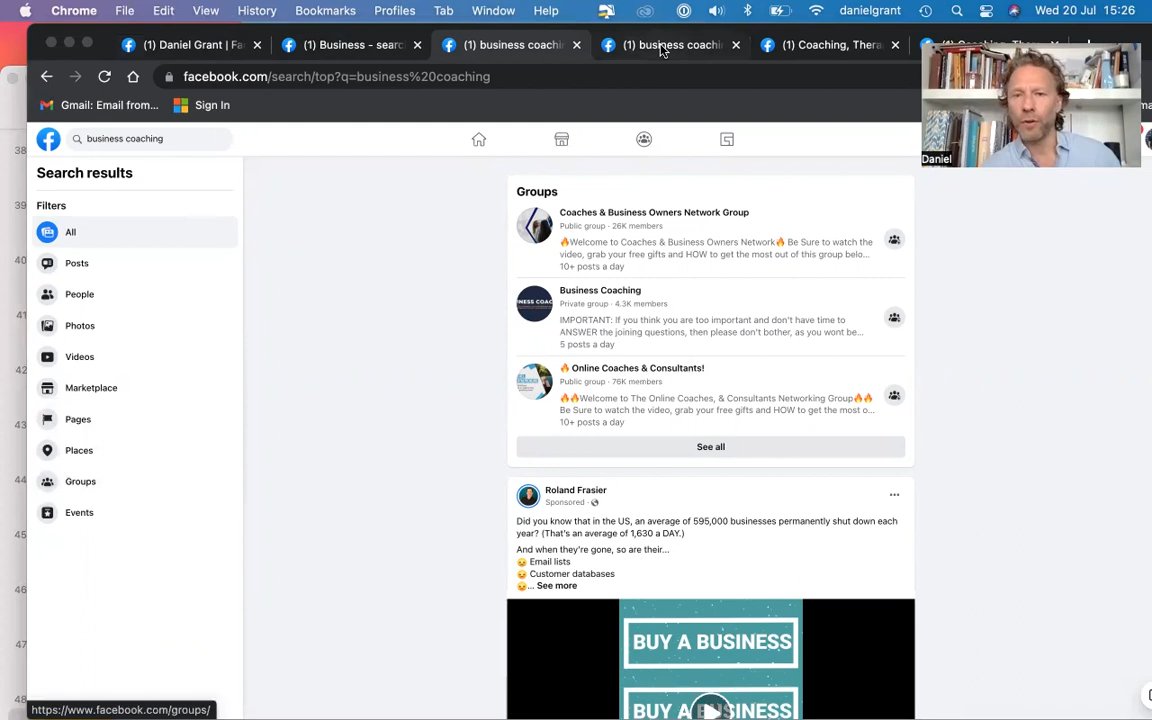 Chrome File Edit View History Bookmarks Profiles Tab Window Help danielgrant Wed 20 Jul 15:26
(1) Daniel Grant | Fa (1) Business - searc (1) business coachi (1) business coachi (1) Coaching, Thera
facebook.com/search/top?q=business%20coaching
Gmail: Email from... Sign In
Daniel
business coaching
Search results
Filters
All
Posts
People
Photos
Videos
Marketplace
Pages
Places
Groups
Events
Groups
Coaches & Business Owners Network Group
Public group · 26K members
🔥Welcome to Coaches & Business Owners Network🔥 Be Sure to watch the
video, grab your free gifts and HOW to get the most out of this group belo...
10+ posts a day
Business Coaching
Private group · 4.3K members
IMPORTANT: If you think you are too important and don't have time to
ANSWER the joining questions, then please don't bother, as you wont be...
5 posts a day
🔥 Online Coaches & Consultants!
Public group · 76K members
🔥🔥Welcome to The Online Coaches, & Consultants Networking Group🔥🔥
Be Sure to watch the video, grab your free gifts and HOW to get the most o...
10+ posts a day
See all
Roland Frasier
Sponsored ·
Did you know that in the US, an average of 595,000 businesses permanently shut down each
year? (That's an average of 1,630 a DAY.)
And when they're gone, so are their...
😔 Email lists
😔 Customer databases
😔... See more
BUY A BUSINESS
BUY A BUSINESS
https://www.facebook.com/groups/
38
39
40
41
42
43
44
45
46
47
48